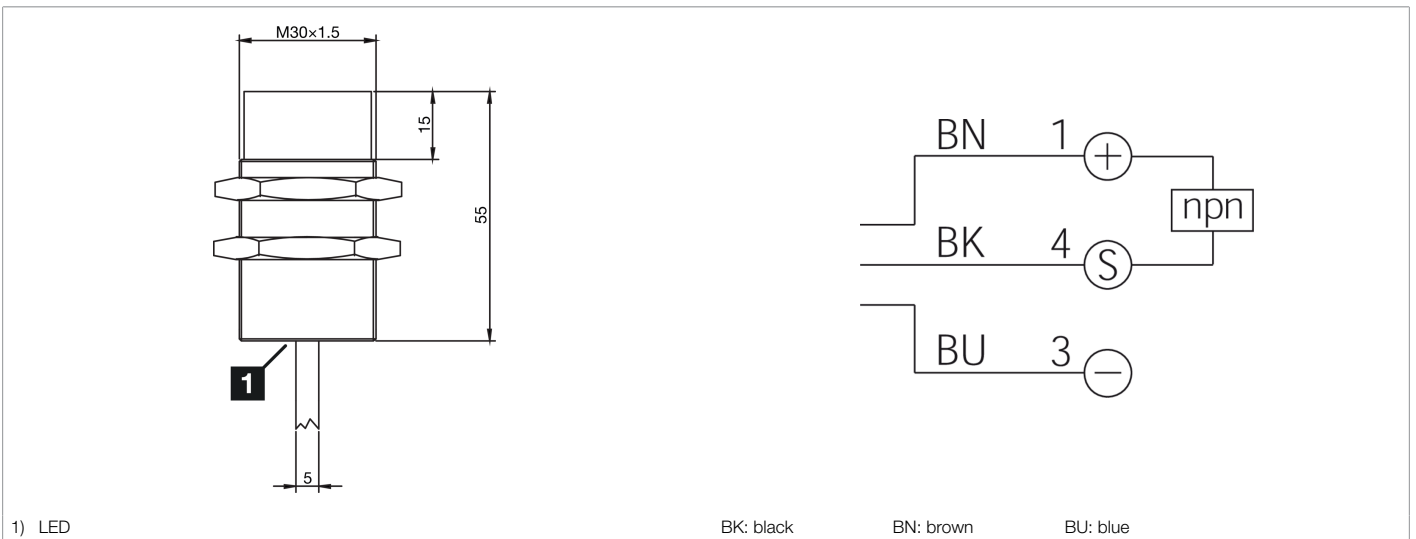 M30×1.5
15
55
1
5
BN 1 +
npn
BK 4 S
BU 3 −
1) LED
BK: black BN: brown BU: blue